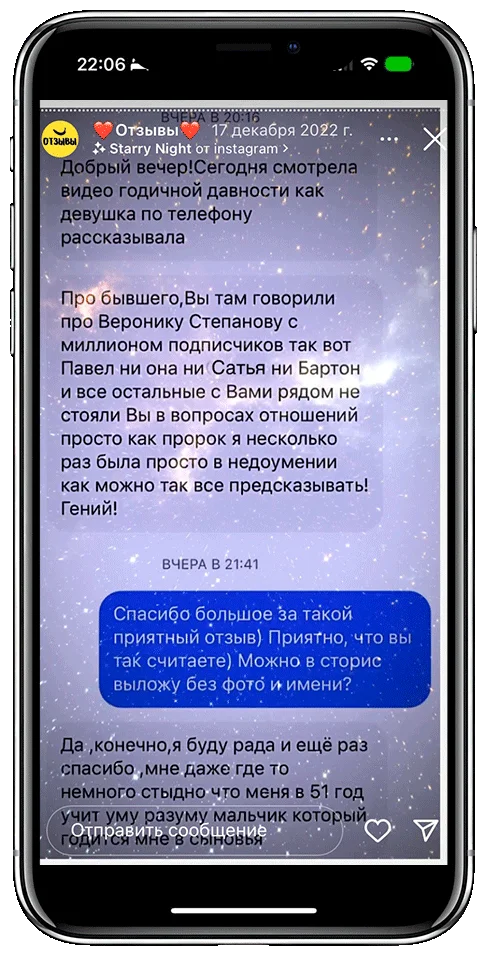 22:06
ВЧЕРА В 20:16
ОТЗЫВЫ
❤️Отзывы❤️ 17 декабря 2022 г.
Starry Night от instagram >
Добрый вечер!Сегодня смотрела
видео годичной давности как
девушка по телефону
рассказывала
Про бывшего,Вы там говорили
про Веронику Степанову с
миллионом подписчиков так вот
Павел ни она ни Сатья ни Бартон
и все остальные с Вами рядом не
стояли Вы в вопросах отношений
просто как пророк я несколько
раз была просто в недоумении
как можно так все предсказывать!
Гений!
ВЧЕРА В 21:41
Спасибо большое за такой
приятный отзыв) Приятно, что вы
так считаете) Можно в сторис
выложу без фото и имени?
Да ,конечно,я буду рада и ещё раз
спасибо ,мне даже где то
немного стыдно что меня в 51 год
учит уму разуму мальчик который
Отправить сообщение
годится мне в сыновья